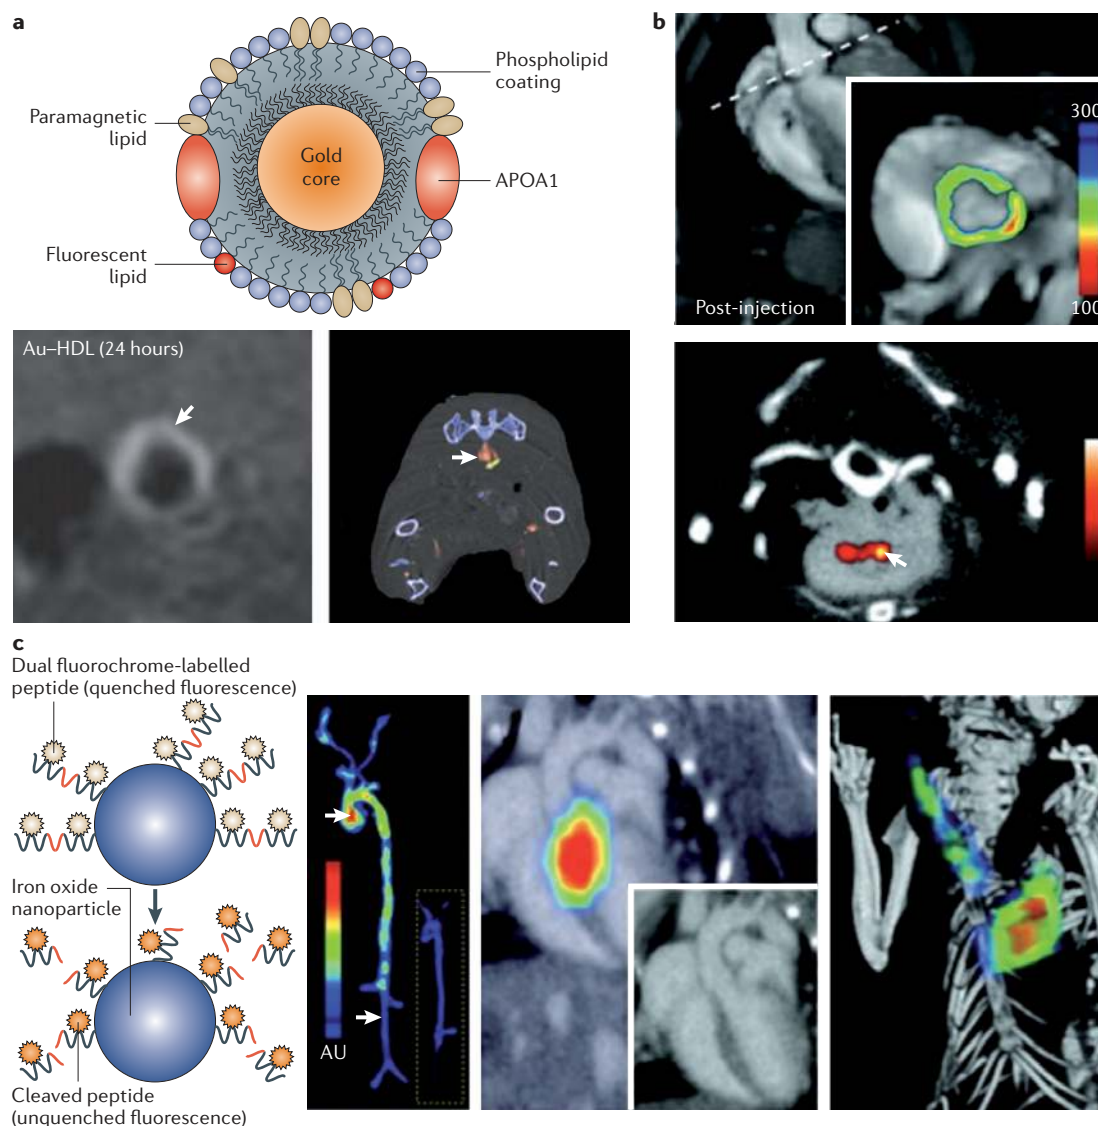 a
Phospholipid
coating
Paramagnetic
lipid
Gold
core
APOA1
Fluorescent
lipid
Au–HDL (24 hours)
b
300
Post-injection
100
c
Dual fluorochrome-labelled
peptide (quenched fluorescence)
Iron oxide
nanoparticle
Cleaved peptide
(unquenched fluorescence)
AU